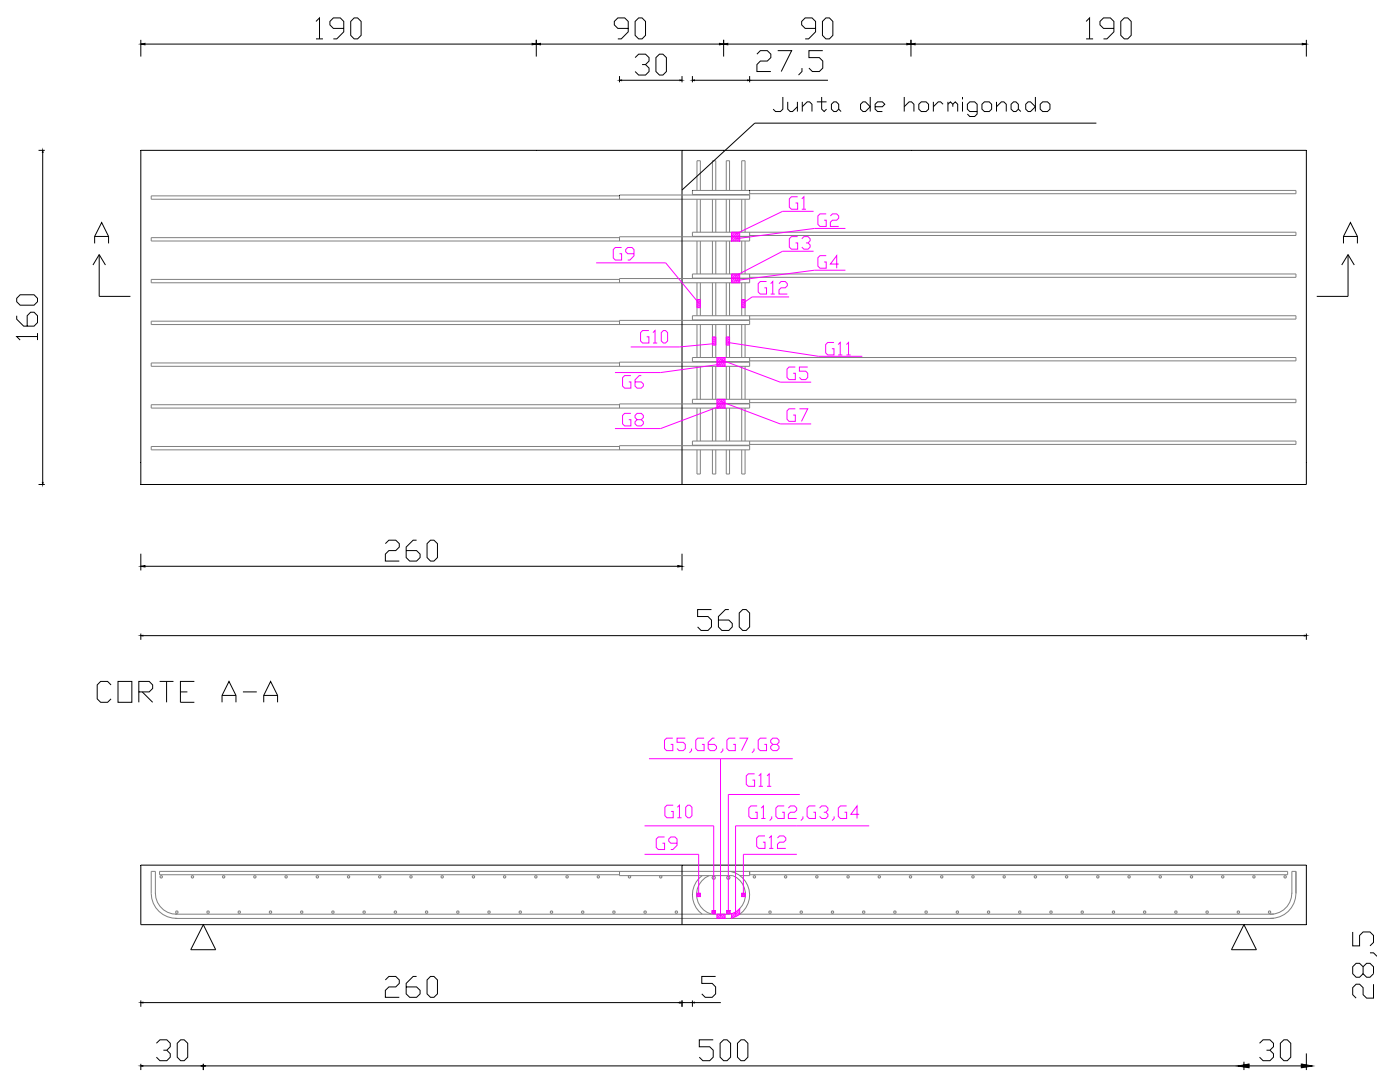 190 90 90 190
30 27,5
Junta de hormigonado
G1
A G2 A
G3
G9 G4
G12
160
G10 G11
G6 G5
G8 G7
260
560
CORTE A-A
G5,G6,G7,G8
G11
G10 G1,G2,G3,G4
G9 G12
28,5
260 5
30 500 30